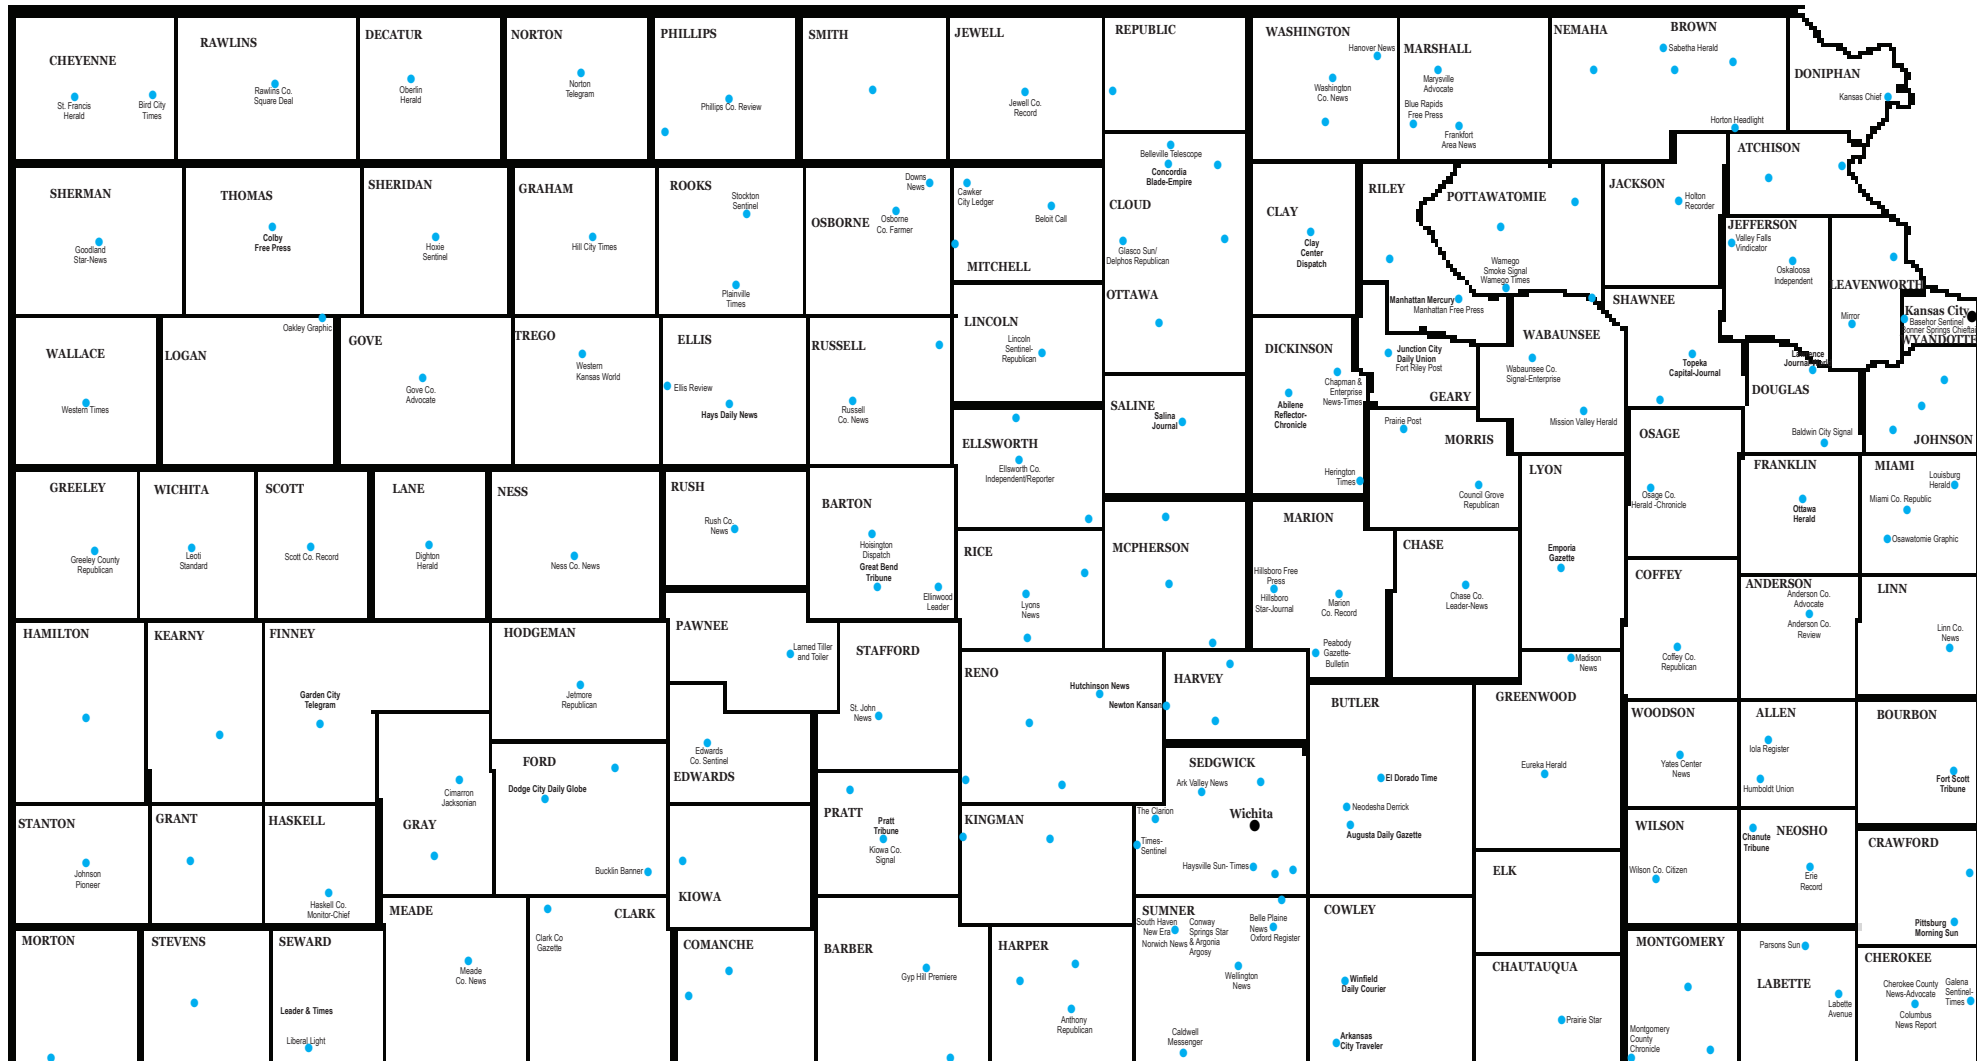 CHEYENNE
St. Francis
Herald
Bird City
Times
RAWLINS
Rawlins Co.
Square Deal
DECATUR
Oberlin
Herald
NORTON
Norton
Telegram
PHILLIPS
Phillips Co. Review
SMITH
JEWELL
Jewell Co.
Record
REPUBLIC
Belleville Telescope
WASHINGTON
Hanover News
Washington
Co. News
MARSHALL
Marysville
Advocate
Blue Rapids
Free Press
Frankfort
Area News
NEMAHA
BROWN
Sabetha Herald
Horton Headlight
DONIPHAN
Kansas Chief
SHERMAN
Goodland
Star-News
THOMAS
Colby
Free Press
SHERIDAN
Hoxie
Sentinel
GRAHAM
Hill City Times
ROOKS
Stockton
Sentinel
Plainville
Times
OSBORNE
Downs
News
Osborne
Co. Farmer
Cawker
City Ledger
Beloit Call
MITCHELL
Concordia
Blade-Empire
CLOUD
Glasco Sun/
Delphos Republican
CLAY
Clay
Center
Dispatch
RILEY
Manhattan Mercury
Manhattan Free Press
POTTAWATOMIE
Wamego
Smoke Signal
Wamego Times
JACKSON
Holton
Recorder
ATCHISON
JEFFERSON
Valley Falls
Vindicator
Oskaloosa
Independent
LEAVENWORTH
Mirror
Kansas City
Basehor Sentinel
Bonner Springs Chieftain
WYANDOTTE
WALLACE
Western Times
LOGAN
Oakley Graphic
GOVE
Gove Co.
Advocate
TREGO
Western
Kansas World
ELLIS
Ellis Review
Hays Daily News
RUSSELL
Russell
Co. News
LINCOLN
Lincoln
Sentinel-
Republican
OTTAWA
SALINE
Salina
Journal
DICKINSON
Abilene
Reflector-
Chronicle
Chapman &
Enterprise
News-Times
Herington
Times
Junction City
Daily Union
Fort Riley Post
GEARY
WABAUNSEE
Wabaunsee Co.
Signal-Enterprise
Mission Valley Herald
SHAWNEE
Topeka
Capital-Journal
DOUGLAS
Baldwin City Signal
JOHNSON
ELLSWORTH
Ellsworth Co.
Independent/Reporter
Prairie Post
MORRIS
Council Grove
Republican
OSAGE
Osage Co.
Herald -Chronicle
FRANKLIN
Ottawa
Herald
MIAMI
Louisburg
Herald
Miami Co. Republic
Osawatomie Graphic
GREELEY
Greeley County
Republican
WICHITA
Leoti
Standard
SCOTT
Scott Co. Record
LANE
Dighton
Herald
NESS
Ness Co. News
RUSH
Rush Co.
News
BARTON
Hoisington
Dispatch
Great Bend
Tribune
Ellinwood
Leader
RICE
Lyons
News
MCPHERSON
MARION
Hillsboro Free
Press
Hillsboro
Star-Journal
Marion
Co. Record
Peabody
Gazette-
Bulletin
CHASE
Chase Co.
Leader-News
LYON
Emporia
Gazette
COFFEY
Coffey Co.
Republican
ANDERSON
Anderson Co.
Advocate
Anderson Co.
Review
LINN
Linn Co.
News
HAMILTON
KEARNY
FINNEY
Garden City
Telegram
HODGEMAN
Jetmore
Republican
PAWNEE
Larned Tiller
and Toiler
STAFFORD
St. John
News
RENO
Hutchinson News
HARVEY
Newton Kansan
BUTLER
El Dorado Time
Neodesha Derrick
Augusta Daily Gazette
GREENWOOD
Madison
News
Eureka Herald
WOODSON
Yates Center
News
ALLEN
Iola Register
Humboldt Union
BOURBON
Fort Scott
Tribune
GRAY
Cimarron
Jacksonian
FORD
Dodge City Daily Globe
Bucklin Banner
Edwards
Co. Sentinel
EDWARDS
PRATT
Pratt
Tribune
Kiowa Co.
Signal
KINGMAN
SEDGWICK
Ark Valley News
The Clarion
Wichita
Times-
Sentinel
Haysville Sun- Times
STANTON
Johnson
Pioneer
GRANT
HASKELL
Haskell Co.
Monitor-Chief
KIOWA
ELK
WILSON
Wilson Co. Citizen
NEOSHO
Chanute
Tribune
Erie
Record
CRAWFORD
Pittsburg
Morning Sun
MORTON
STEVENS
SEWARD
Leader & Times
Liberal Light
MEADE
Meade
Co. News
CLARK
Clark Co
Gazette
COMANCHE
BARBER
Gyp Hill Premiere
HARPER
Anthony
Republican
SUMNER
South Haven
New Era
Norwich News
Conway
Springs Star
& Argonia
Argosy
Belle Plaine
News
Oxford Register
Wellington
News
Caldwell
Messenger
COWLEY
Winfield
Daily Courier
Arkansas
City Traveler
CHAUTAUQUA
Prairie Star
MONTGOMERY
Montgomery
County
Chronicle
LABETTE
Parsons Sun
Labette
Avenue
CHEROKEE
Cherokee County
News-Advocate
Columbus
News Report
Galena
Sentinel-
Times